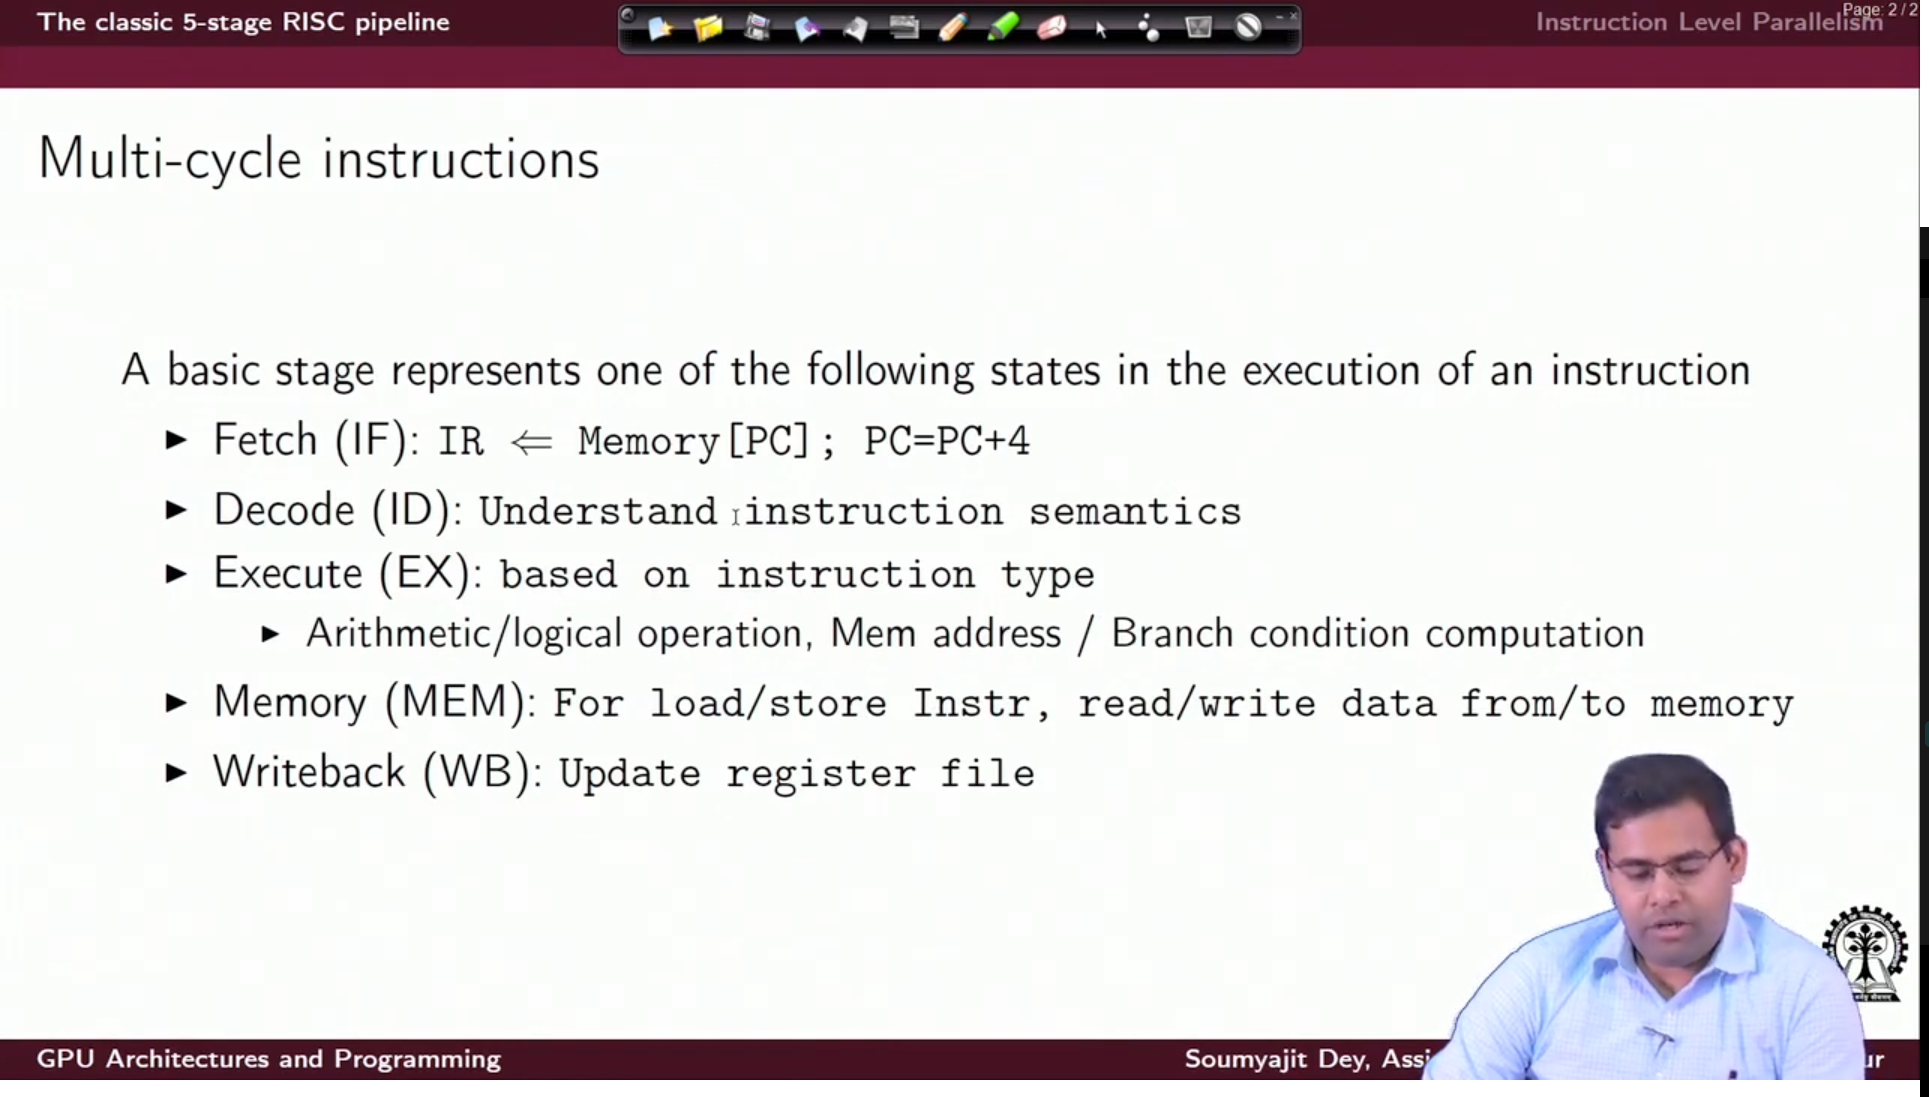 The classic 5-stage RISC pipeline
Page: 2 / 2
Instruction Level Parallelism
Multi-cycle instructions
A basic stage represents one of the following states in the execution of an instruction
▶ Fetch (IF): IR ⇐ Memory[PC]; PC=PC+4
▶ Decode (ID): Understand instruction semantics
▶ Execute (EX): based on instruction type
▶ Arithmetic/logical operation, Mem address / Branch condition computation
▶ Memory (MEM): For load/store Instr, read/write data from/to memory
▶ Writeback (WB): Update register file
GPU Architectures and Programming
Soumyajit Dey, Assi
ur